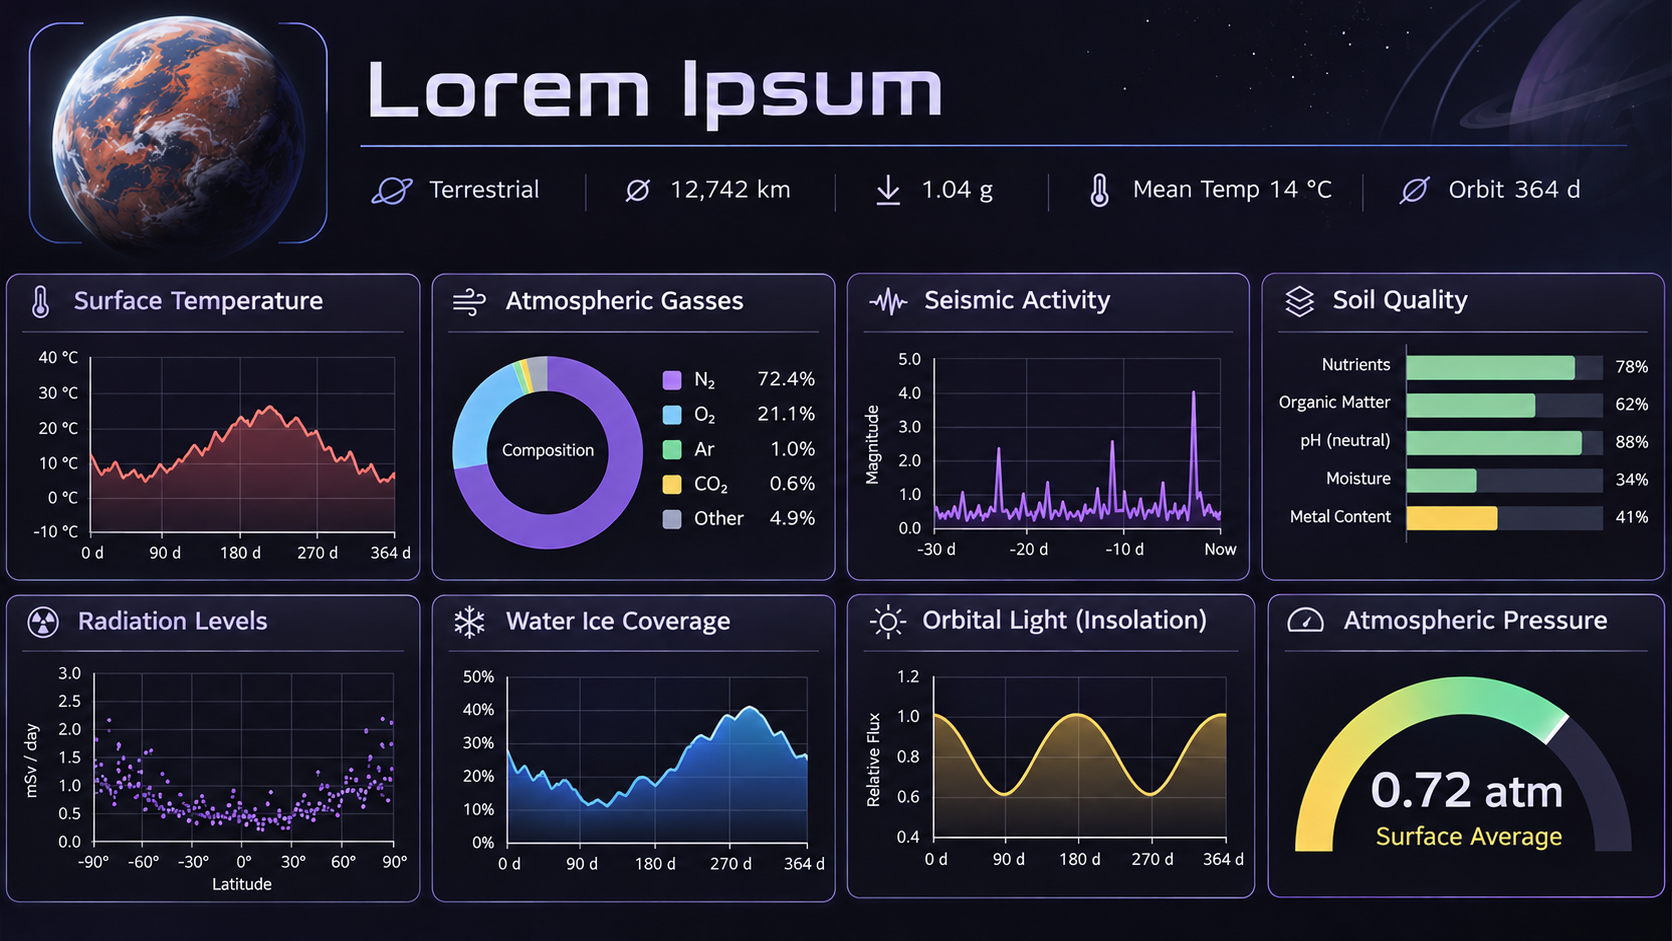 Lorem Ipsum
Terrestrial
12,742 km
1.04 g
Mean Temp 14 °C
Orbit 364 d
Surface Temperature
40 °C
30 °C
20 °C
10 °C
0 °C
-10 °C
0 d 90 d 180 d 270 d 364 d
Atmospheric Gasses
Composition
N₂ 72.4%
O₂ 21.1%
Ar 1.0%
CO₂ 0.6%
Other 4.9%
Seismic Activity
Magnitude
5.0
4.0
3.0
2.0
1.0
0.0
-30 d -20 d -10 d Now
Soil Quality
Nutrients 78%
Organic Matter 62%
pH (neutral) 88%
Moisture 34%
Metal Content 41%
Radiation Levels
mSv / day
3.0
2.5
2.0
1.5
1.0
0.5
0.0
-90° -60° -30° 0° 30° 60° 90°
Latitude
Water Ice Coverage
50%
40%
30%
20%
10%
0%
0 d 90 d 180 d 270 d 364 d
Orbital Light (Insolation)
Relative Flux
1.2
1.0
0.8
0.6
0.4
0 d 90 d 180 d 270 d 364 d
Atmospheric Pressure
0.72 atm
Surface Average